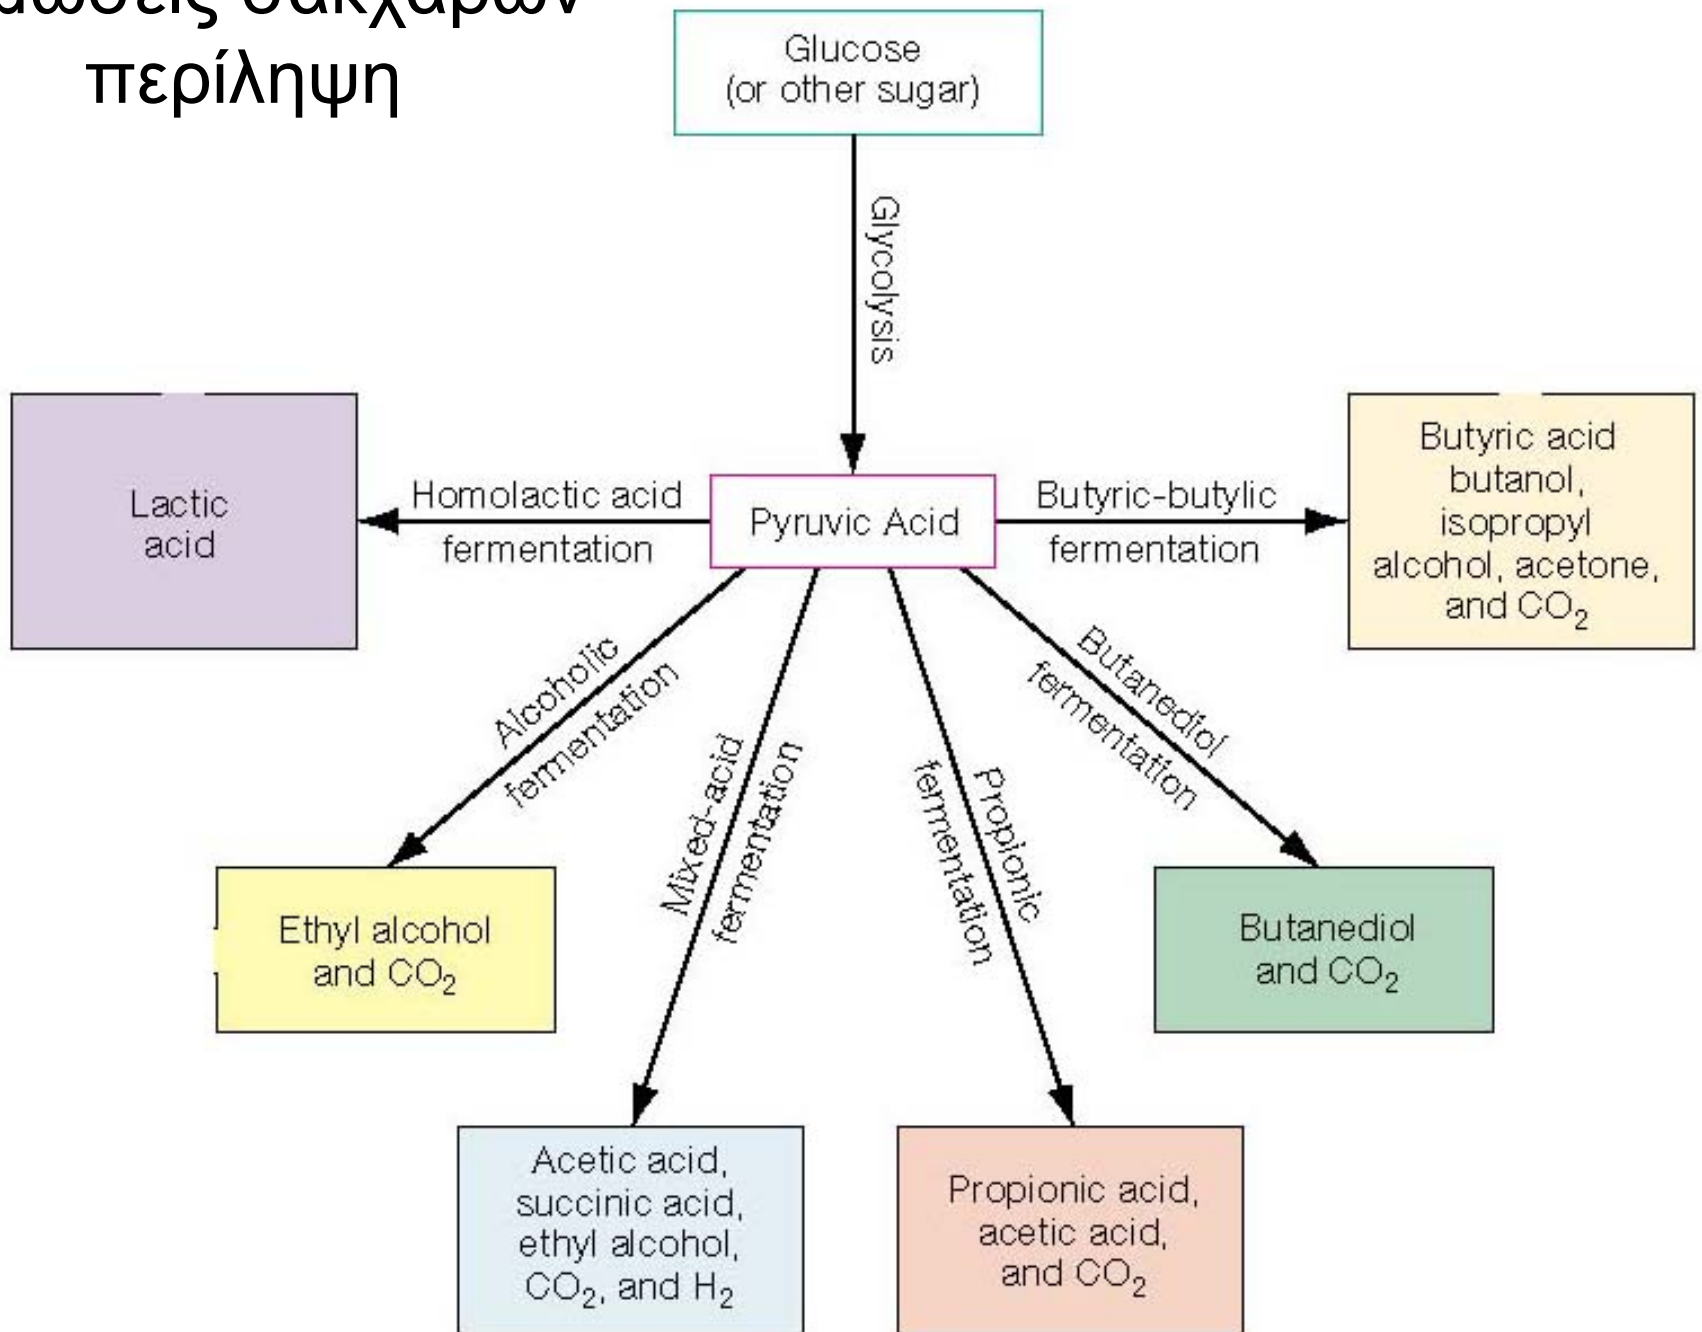 σακχάρων
περίληψη
Glucose
(or other sugar)
Glycolysis
Lactic
acid
Homolactic acid
fermentation
Pyruvic Acid
Butyric-butylic
fermentation
Butyric acid
butanol,
isopropyl
alcohol, acetone,
and CO₂
Alcoholic
fermentation
Mixed-acid
fermentation
Propionic
fermentation
Butanediol
fermentation
Ethyl alcohol
and CO₂
Butanediol
and CO₂
Acetic acid,
succinic acid,
ethyl alcohol,
CO₂, and H₂
Propionic acid,
acetic acid,
and CO₂